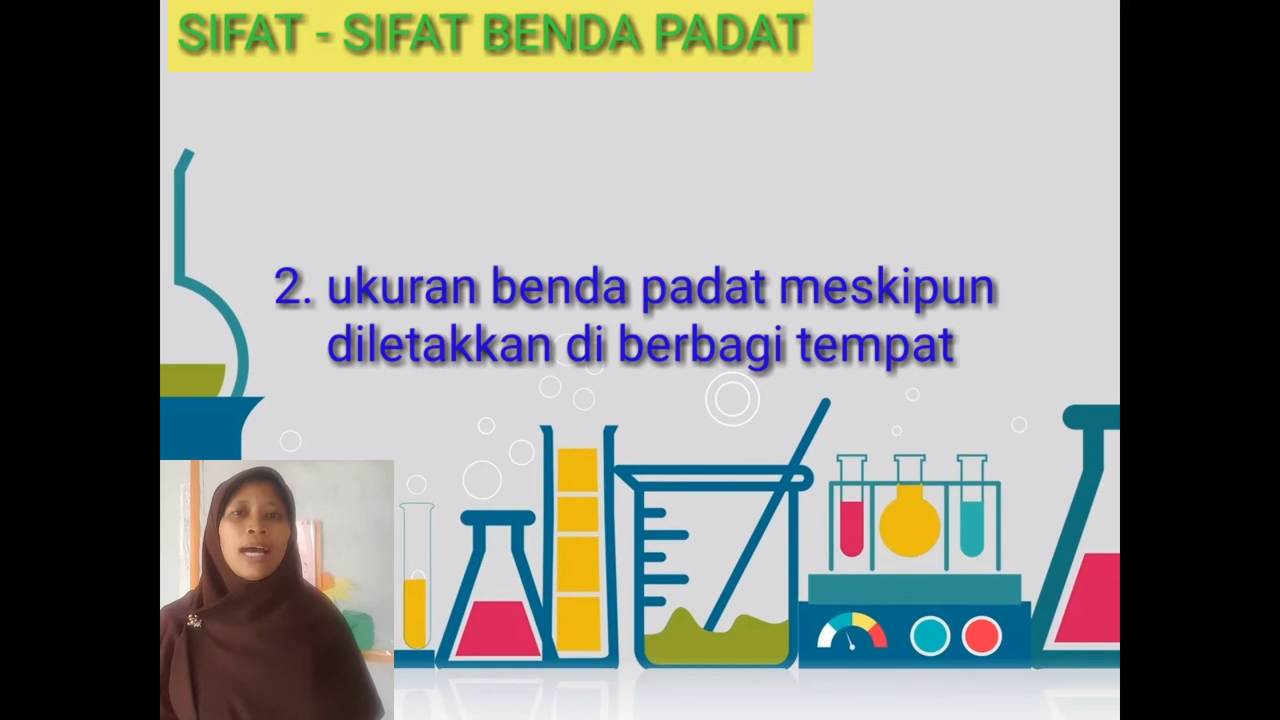 SIFAT - SIFAT BENDA PADAT
2. ukuran benda padat meskipun
diletakkan di berbagi tempat